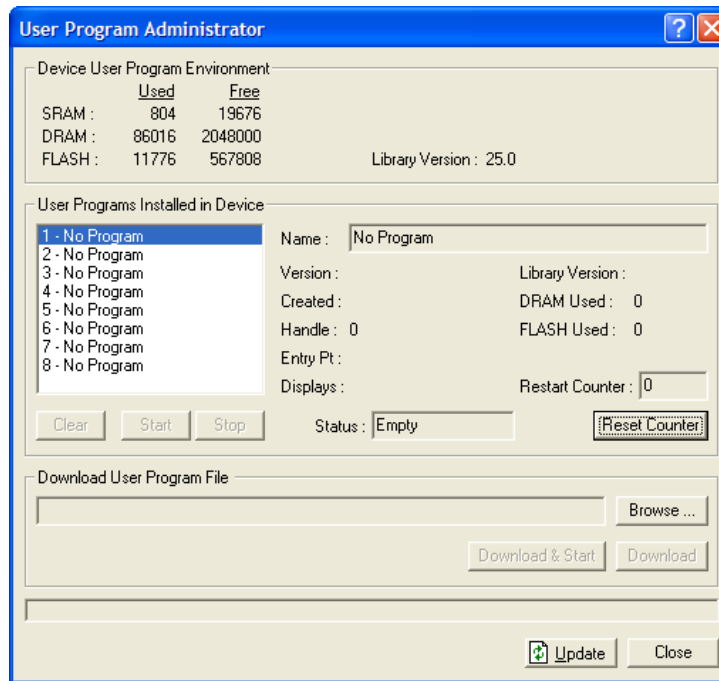 User Program Administrator
Device User Program Environment
Used Free
SRAM : 804 19676
DRAM : 86016 2048000
FLASH : 11776 567808 Library Version : 25.0
User Programs Installed in Device
1 - No Program
2 - No Program
3 - No Program
4 - No Program
5 - No Program
6 - No Program
7 - No Program
8 - No Program
Name : No Program
Version : Library Version :
Created : DRAM Used : 0
Handle : 0 FLASH Used : 0
Entry Pt :
Displays : Restart Counter : 0
Clear Start Stop Status : Empty Reset Counter
Download User Program File
Browse ...
Download & Start Download
Update Close